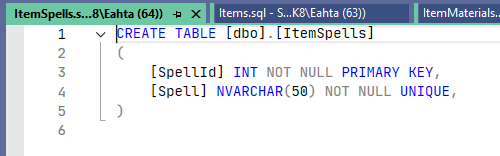 ItemSpells.s...8\Eahta (64))
Items.sql - S...K8\Eahta (63))
ItemMaterials.
1 CREATE TABLE [dbo].[ItemSpells]
2 (
3 [SpellId] INT NOT NULL PRIMARY KEY,
4 [Spell] NVARCHAR(50) NOT NULL UNIQUE,
5 )
6